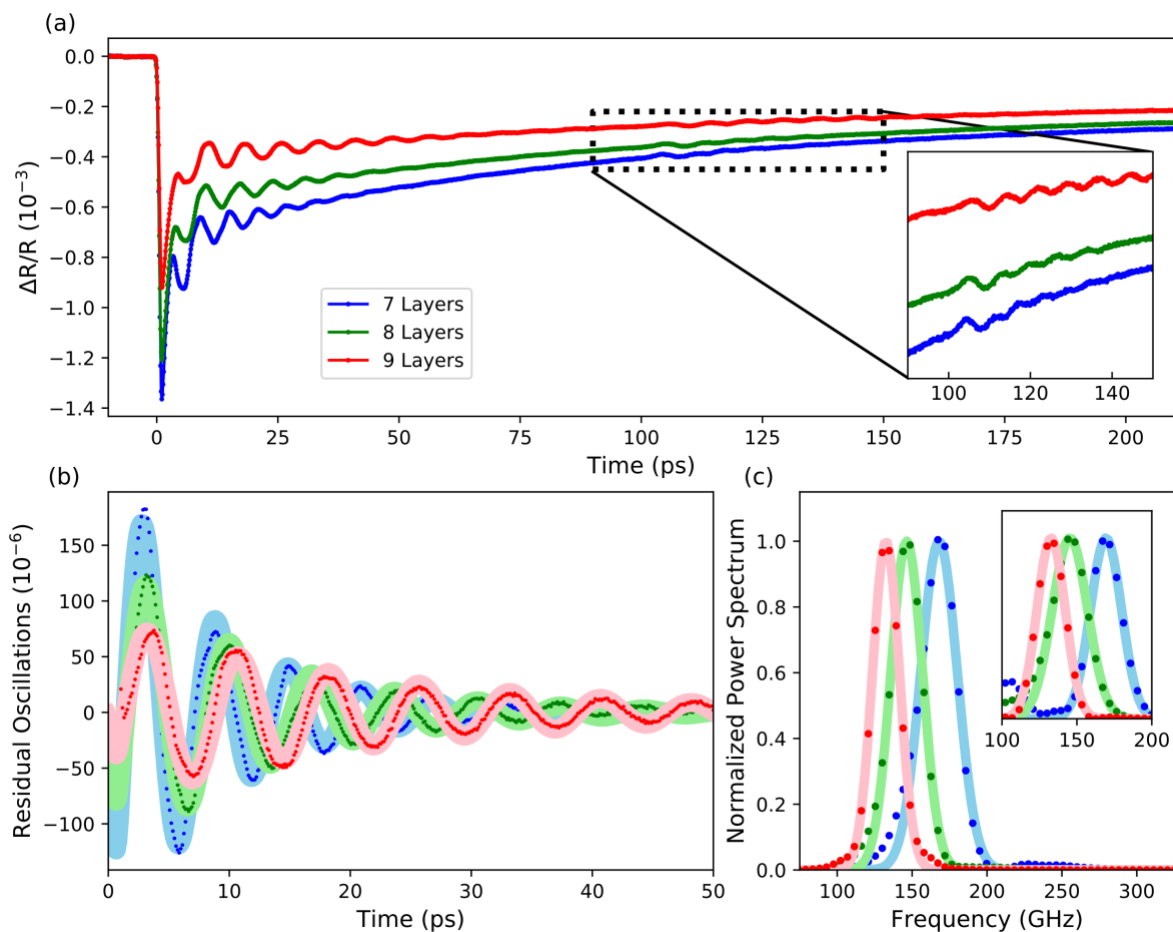 (a)
0.0
−0.2
−0.4
−0.6
−0.8
−1.0
−1.2
−1.4
ΔR/R (10⁻³)
7 Layers
8 Layers
9 Layers
100 120 140
0 25 50 75 100 125 150 175 200
Time (ps)
(b)
150
100
50
0
−50
−100
Residual Oscillations (10⁻⁶)
0 10 20 30 40 50
Time (ps)
(c)
1.0
0.8
0.6
0.4
0.2
0.0
Normalized Power Spectrum
100 150 200
100 150 200 250 300
Frequency (GHz)